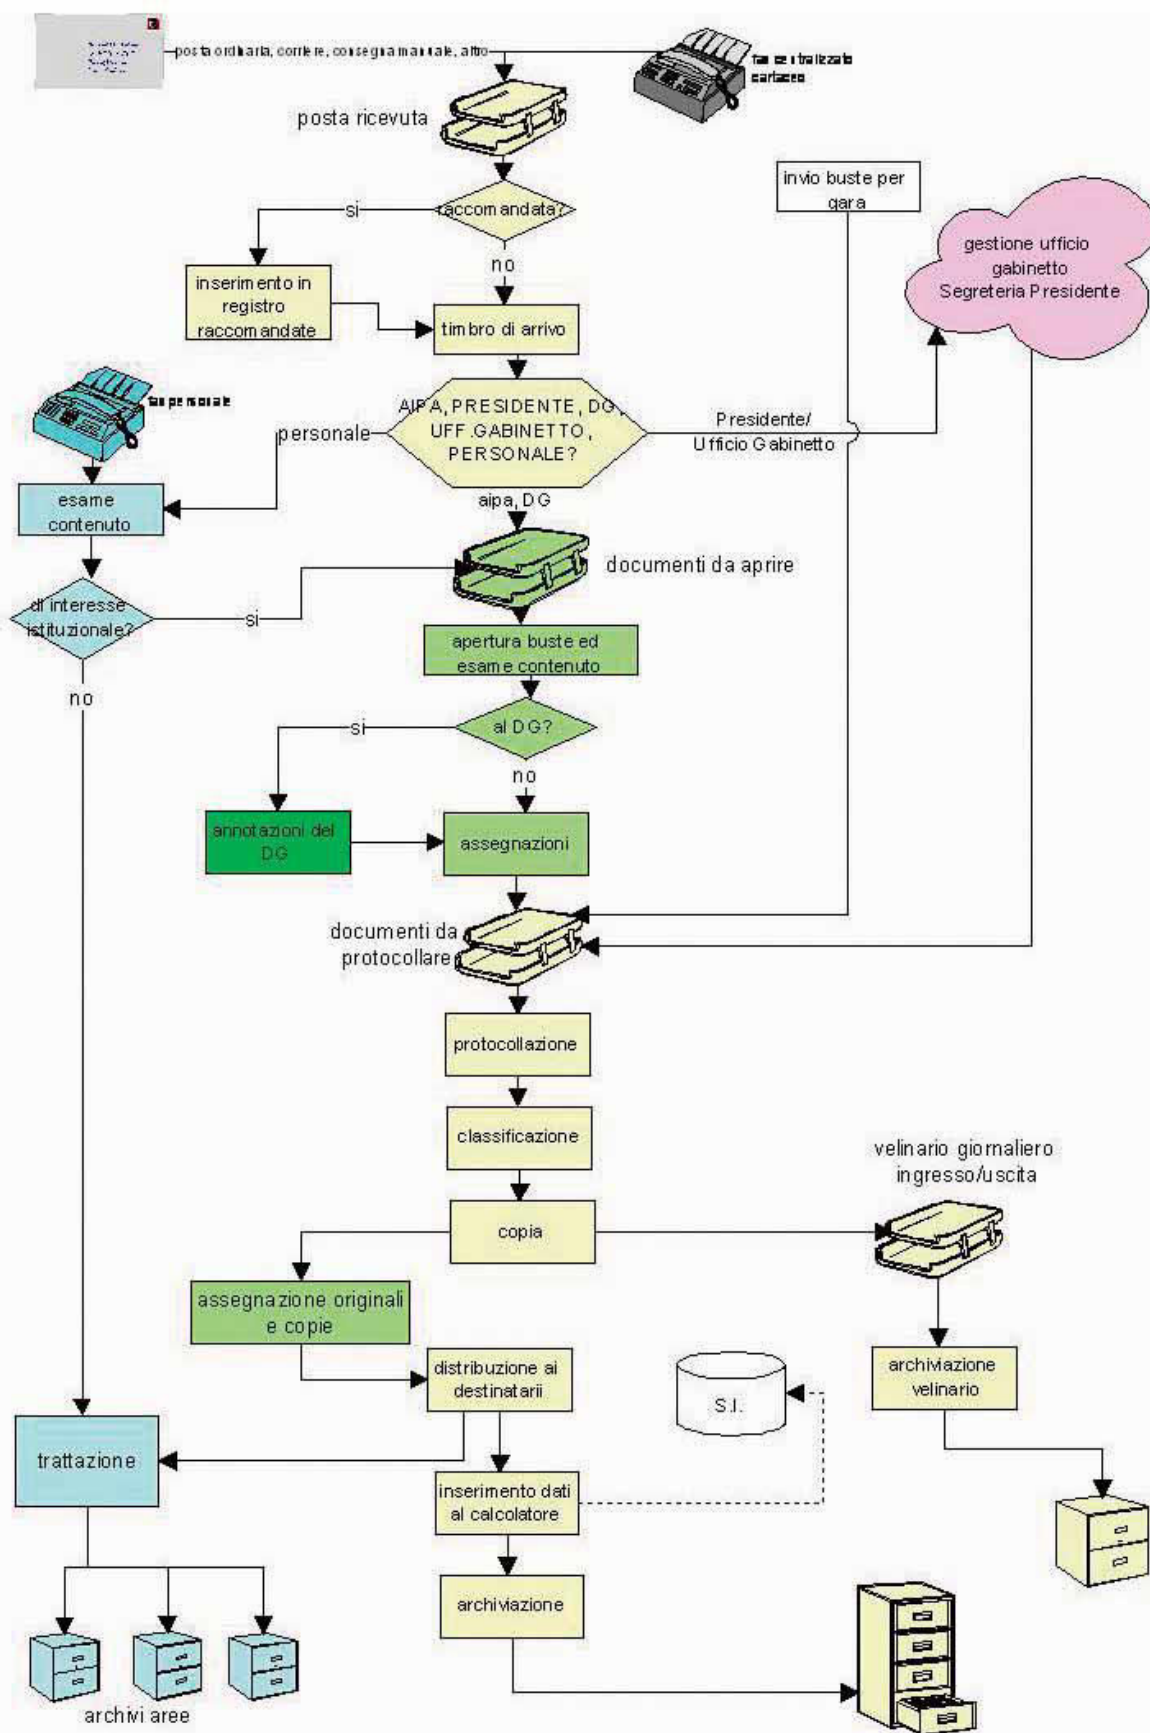 posta ordinaria, corriere, consegna manuale, altro
fax centralizzato
cartaceo
posta ricevuta
invio buste per
gara
raccomandata?
si
no
gestione ufficio
gabinetto
Segreteria Presidente
inserimento in
registro
raccomandate
timbro di arrivo
fax personale
AIPA, PRESIDENTE, DG,
UFF.GABINETTO,
PERSONALE?
personale
Presidente/
Ufficio Gabinetto
esame
contenuto
aipa, DG
documenti da aprire
di interesse
istituzionale?
si
apertura buste ed
esame contenuto
no
al DG?
si
no
annotazioni del
DG
assegnazioni
documenti da
protocollare
protocollazione
classificazione
velinario giornaliero
ingresso/uscita
copia
assegnazione originali
e copie
distribuzione ai
destinatarii
archiviazione
velinario
S.I.
trattazione
inserimento dati
al calcolatore
archiviazione
archivi aree